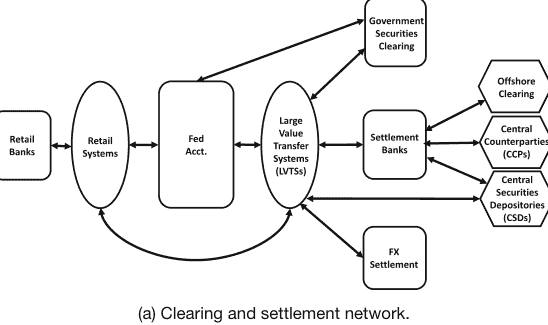 Government
Securities
Clearing
Offshore
Clearing
Retail
Banks
Retail
Systems
Fed
Acct.
Large
Value
Transfer
Systems
(LVTSs)
Settlement
Banks
Central
Counterparties
(CCPs)
Central
Securities
Depositories
(CSDs)
FX
Settlement
(a) Clearing and settlement network.